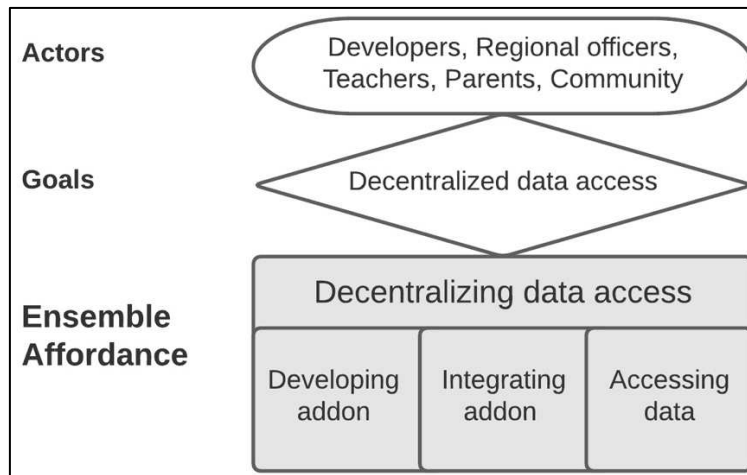 Actors
Developers, Regional officers,
Teachers, Parents, Community
Goals
Decentralized data access
Ensemble
Affordance
Decentralizing data access
Developing
addon
Integrating
addon
Accessing
data